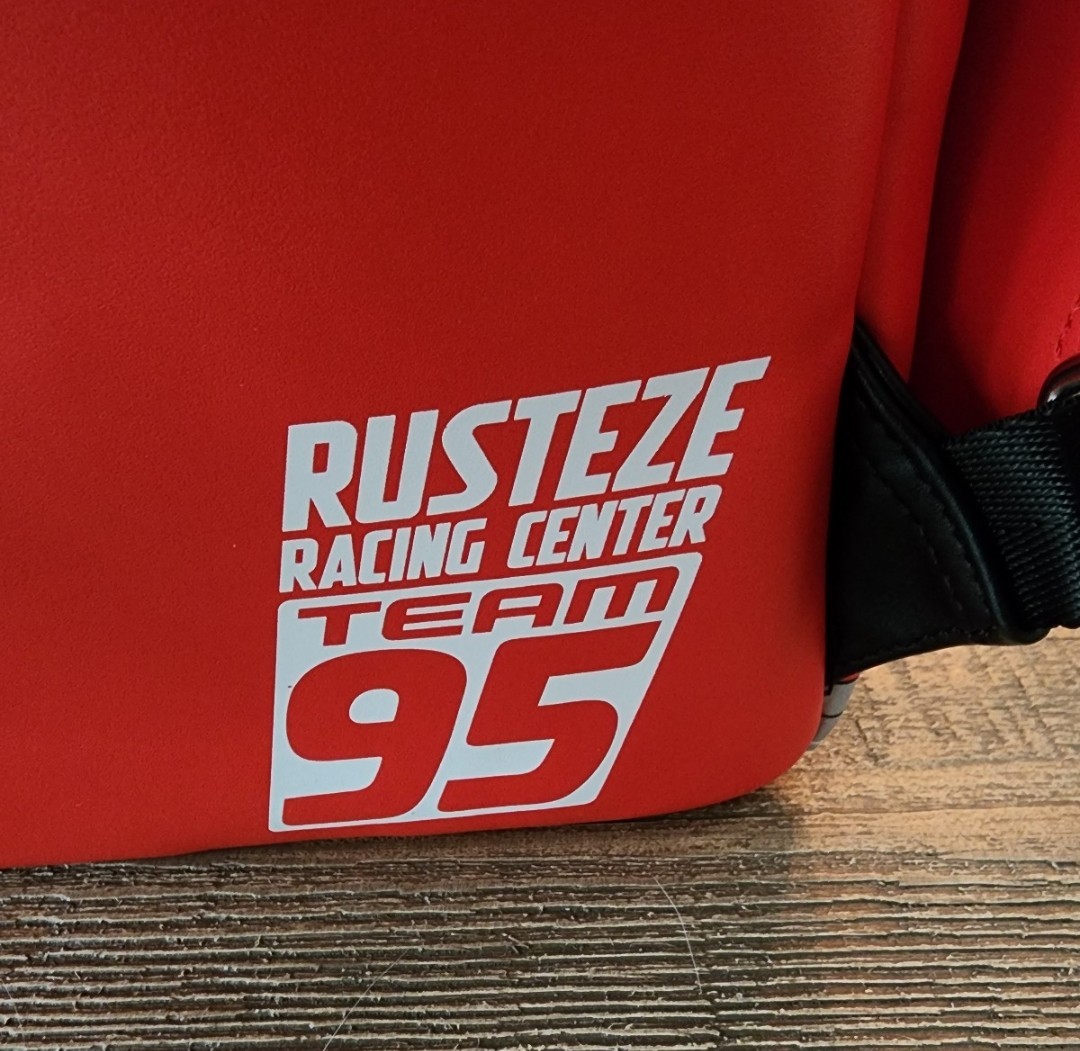 RUSTEZE
RACING CENTER
TEAM
95